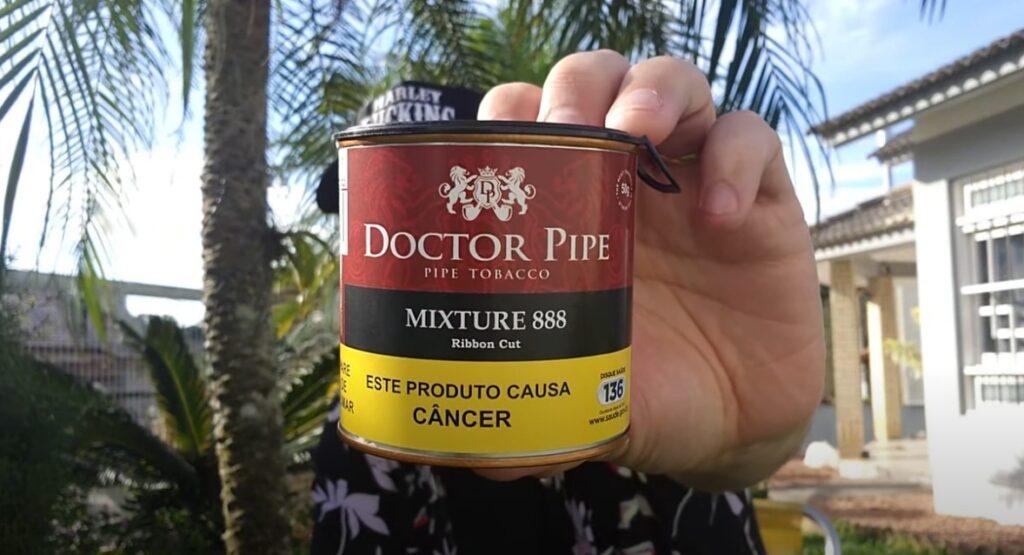 HARLEY
50g
DOCTOR PIPE
PIPE TOBACCO
MIXTURE 888
Ribbon Cut
ESTE PRODUTO CAUSA
CÂNCER
DISQUE SAÚDE
136